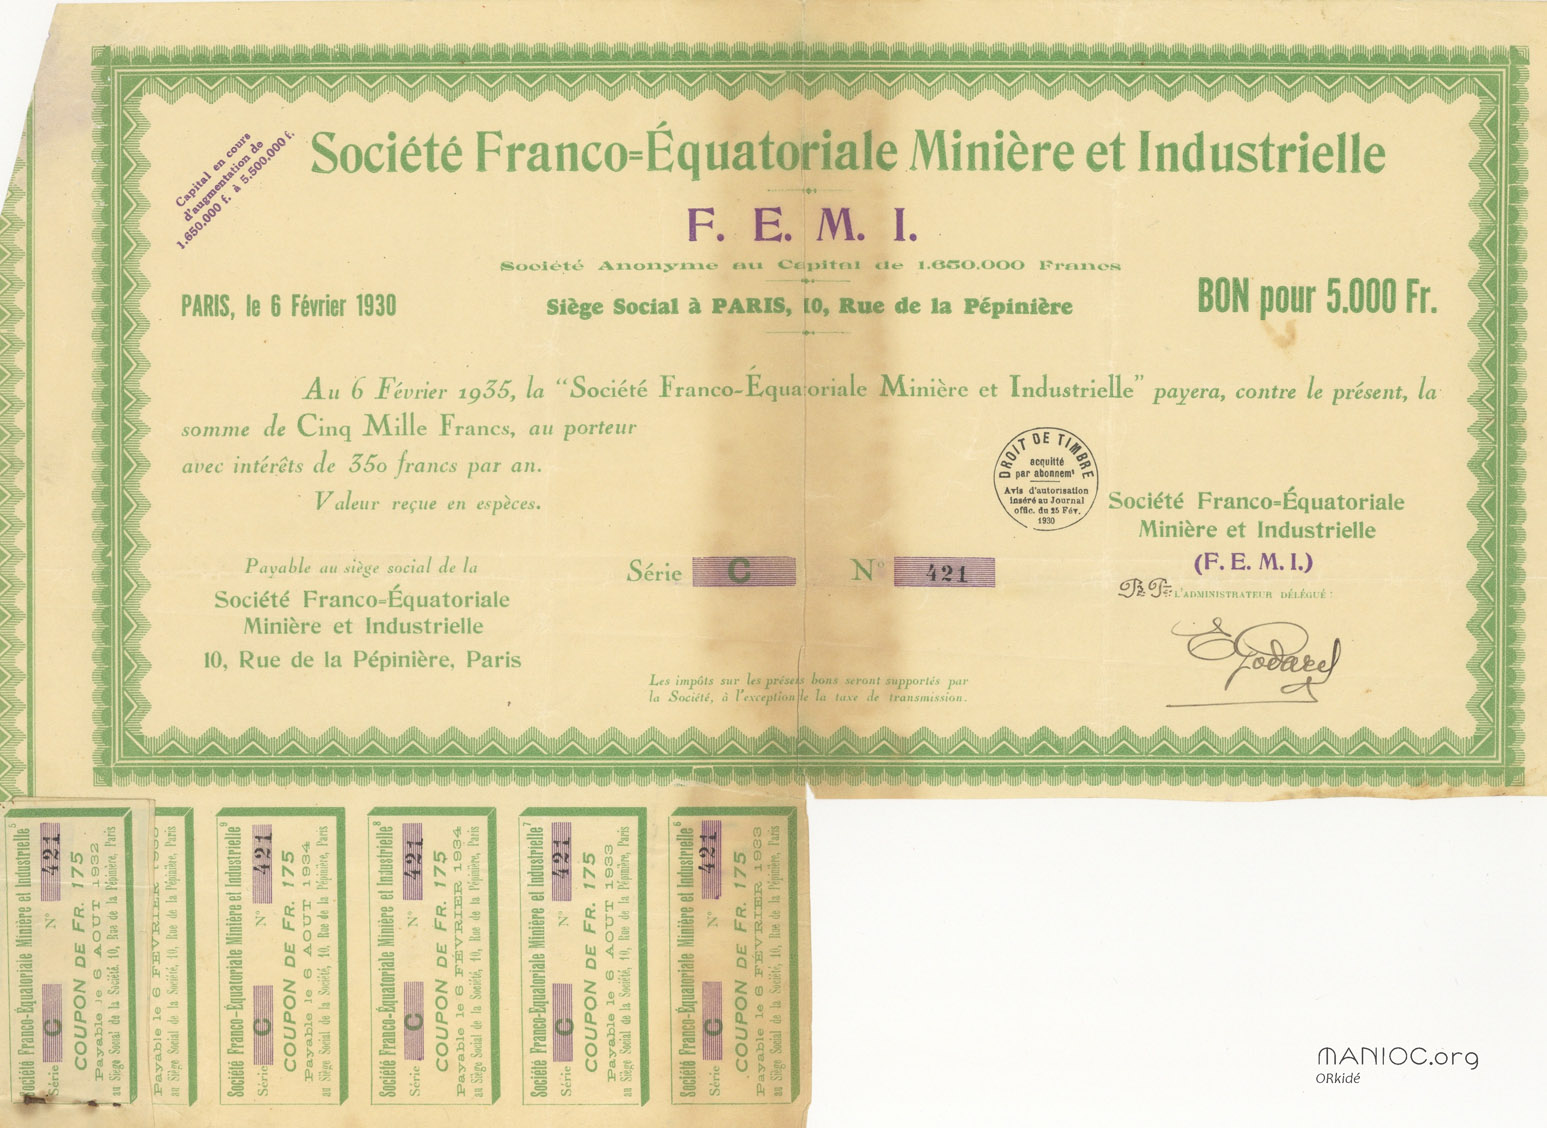 Capital en cours
d'augmentation de
1.650.000 f. à 5.500.000 f.
Société Franco=Équatoriale Minière et Industrielle
F. E. M. I.
Société Anonyme au Capital de 1.650.000 Francs
PARIS, le 6 Février 1930
Siège Social à PARIS, 10, Rue de la Pépinière
BON pour 5.000 Fr.
Au 6 Février 1935, la "Société Franco-Équatoriale Minière et Industrielle" payera, contre le présent, la
somme de Cinq Mille Francs, au porteur
avec intérêts de 350 francs par an.
Valeur reçue en espèces.
DROIT DE TIMBRE
acquitté
par abonnemt
Avis d'autorisation
inséré au Journal
offic. du 25 Fév.
1930
Société Franco=Équatoriale
Minière et Industrielle
(F. E. M. I.)
L'ADMINISTRATEUR DÉLÉGUÉ :
Payable au siège social de la
Société Franco=Équatoriale
Minière et Industrielle
10, Rue de la Pépinière, Paris
Série C No 421
Les impôts sur les présents bons seront supportés par
la Société, à l'exception de la taxe de transmission.
Société Franco-Équatoriale Minière et Industrielle 5
Série C No 421
COUPON DE FR. 175
Payable le 6 AOUT 1932
au Siège Social de la Société, 10, Rue de la Pépinière, Paris
Payable le 6 FÉVRIER
au Siège Social de la Société, 10, Rue de la Pépinière, Paris
Société Franco-Équatoriale Minière et Industrielle 9
Série C No 421
COUPON DE FR. 175
Payable le 6 AOUT 1934
au Siège Social de la Société, 10, Rue de la Pépinière, Paris
Société Franco-Équatoriale Minière et Industrielle 8
Série C No 421
COUPON DE FR. 175
Payable le 6 FÉVRIER 1934
au Siège Social de la Société, 10, Rue de la Pépinière, Paris
Société Franco-Équatoriale Minière et Industrielle 7
Série C No 421
COUPON DE FR. 175
Payable le 6 AOUT 1933
au Siège Social de la Société, 10, Rue de la Pépinière, Paris
Société Franco-Équatoriale Minière et Industrielle 6
Série C No 421
COUPON DE FR. 175
Payable le 6 FÉVRIER 1933
au Siège Social de la Société, 10, Rue de la Pépinière, Paris
MANIOC.org
ORkidé